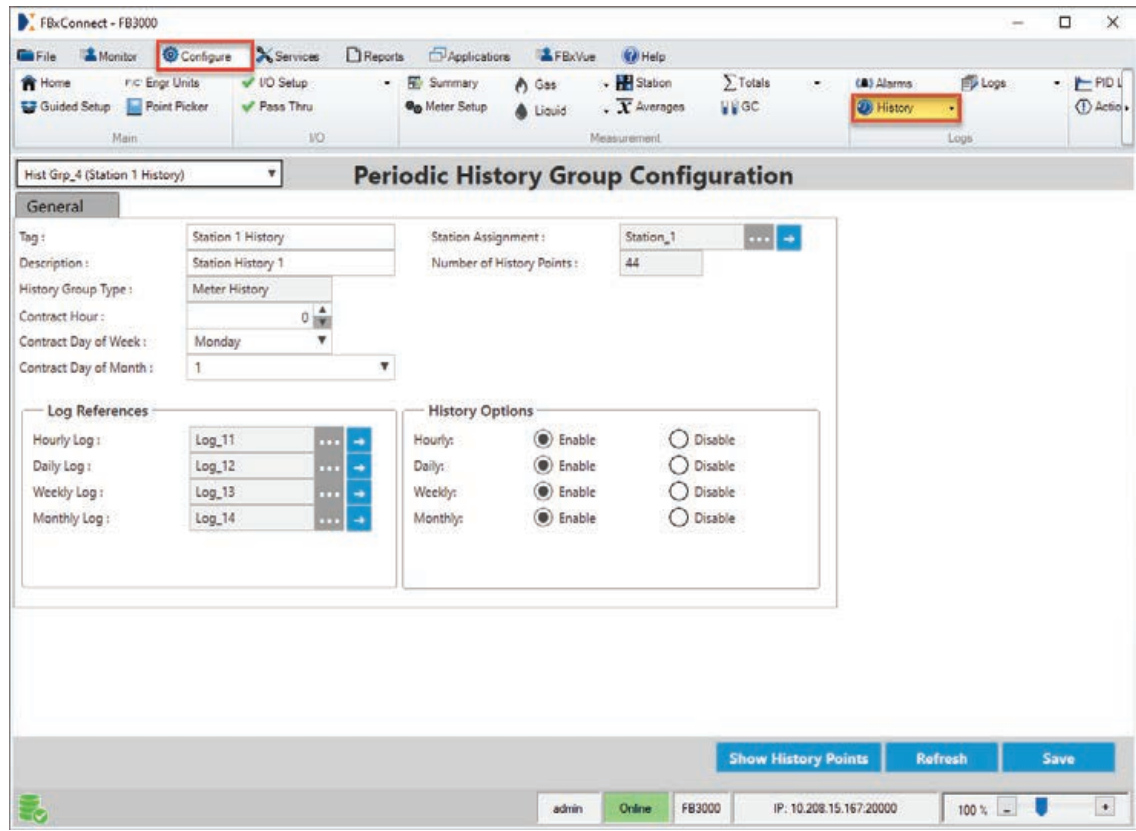 FBxConnect - FB3000
File Monitor Configure Services Reports Applications FBxVue Help
Home Engr Units I/O Setup Summary Gas Station Totals Alarms Logs PID L
Guided Setup Point Picker Pass Thru Meter Setup Liquid Averages GC History Actio
Main I/O Measurement Logs
Hist Grp_4 (Station 1 History) Periodic History Group Configuration
General
Tag : Station 1 History Station Assignment : Station_1 ...
Description : Station History 1 Number of History Points : 44
History Group Type : Meter History
Contract Hour : 0
Contract Day of Week : Monday
Contract Day of Month : 1
Log References History Options
Hourly Log : Log_11 ... Hourly: Enable Disable
Daily Log : Log_12 ... Daily: Enable Disable
Weekly Log : Log_13 ... Weekly: Enable Disable
Monthly Log : Log_14 ... Monthly: Enable Disable
Show History Points Refresh Save
admin Online FB3000 IP: 10.208.15.167:20000 100 % - +